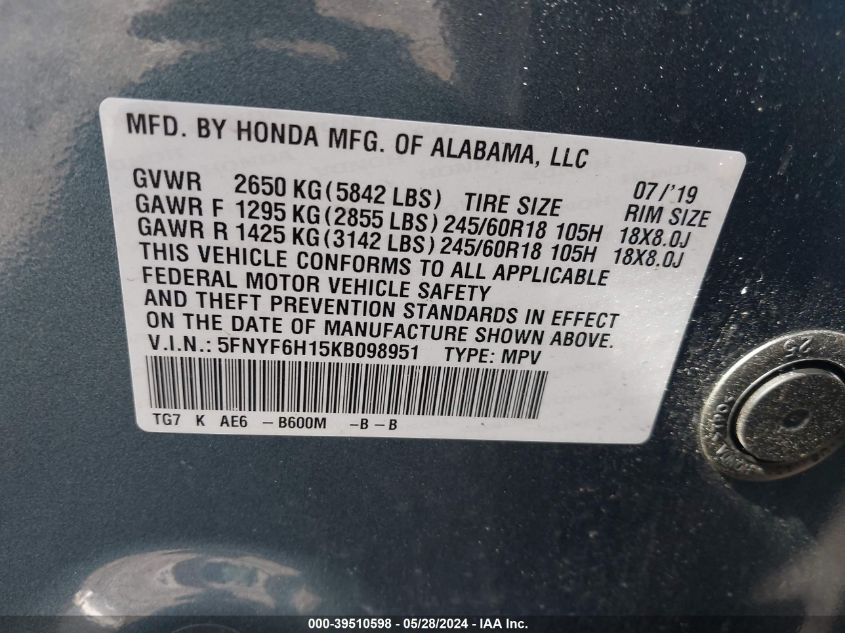 MFD. BY HONDA MFG. OF ALABAMA, LLC
GVWR 2650 KG (5842 LBS) TIRE SIZE 07/'19 RIM SIZE
GAWR F 1295 KG (2855 LBS) 245/60R18 105H 18X8.0J
GAWR R 1425 KG (3142 LBS) 245/60R18 105H 18X8.0J
THIS VEHICLE CONFORMS TO ALL APPLICABLE
FEDERAL MOTOR VEHICLE SAFETY
AND THEFT PREVENTION STANDARDS IN EFFECT
ON THE DATE OF MANUFACTURE SHOWN ABOVE.
V.I.N.: 5FNYF6H15KB098951 TYPE: MPV
TG7 K AE6 - B600M - B - B
25
000-39510598 - 05/28/2024 - IAA Inc.